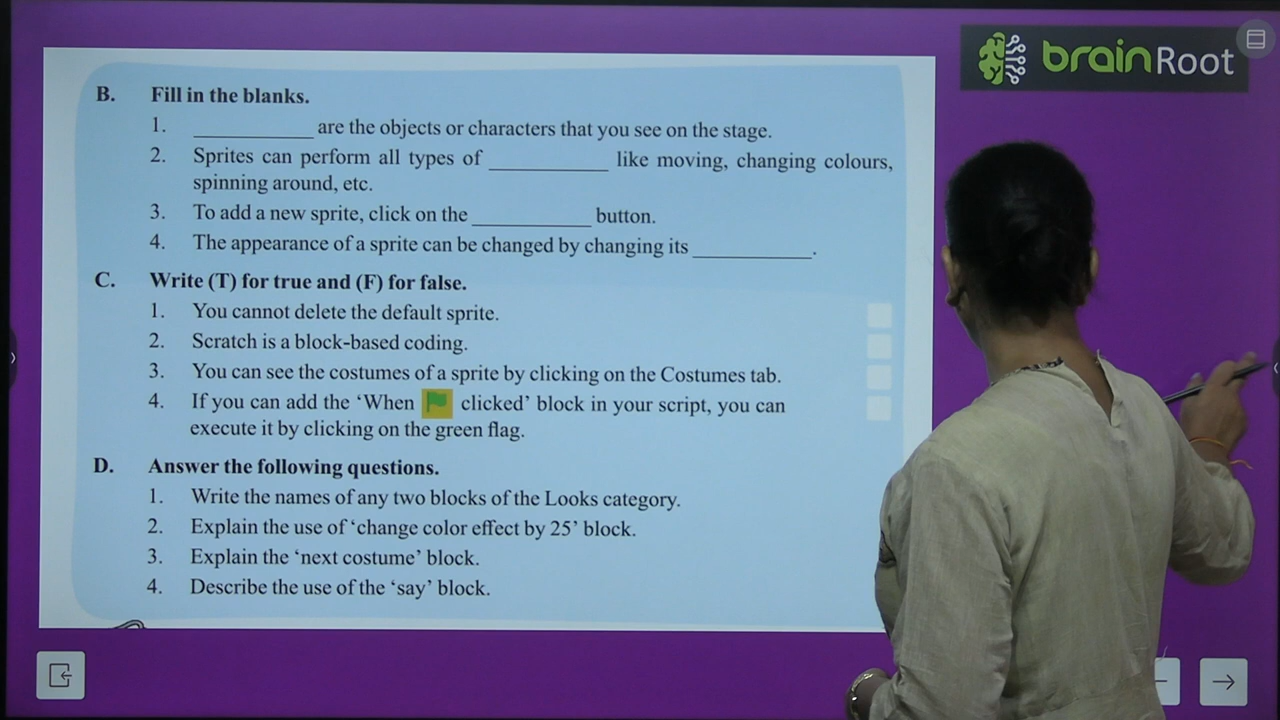 brainRoot
B. Fill in the blanks.
1. ____________ are the objects or characters that you see on the stage.
2. Sprites can perform all types of ____________ like moving, changing colours,
spinning around, etc.
3. To add a new sprite, click on the ____________ button.
4. The appearance of a sprite can be changed by changing its ____________.
C. Write (T) for true and (F) for false.
1. You cannot delete the default sprite.
2. Scratch is a block-based coding.
3. You can see the costumes of a sprite by clicking on the Costumes tab.
4. If you can add the ‘When clicked’ block in your script, you can
execute it by clicking on the green flag.
D. Answer the following questions.
1. Write the names of any two blocks of the Looks category.
2. Explain the use of ‘change color effect by 25’ block.
3. Explain the ‘next costume’ block.
4. Describe the use of the ‘say’ block.